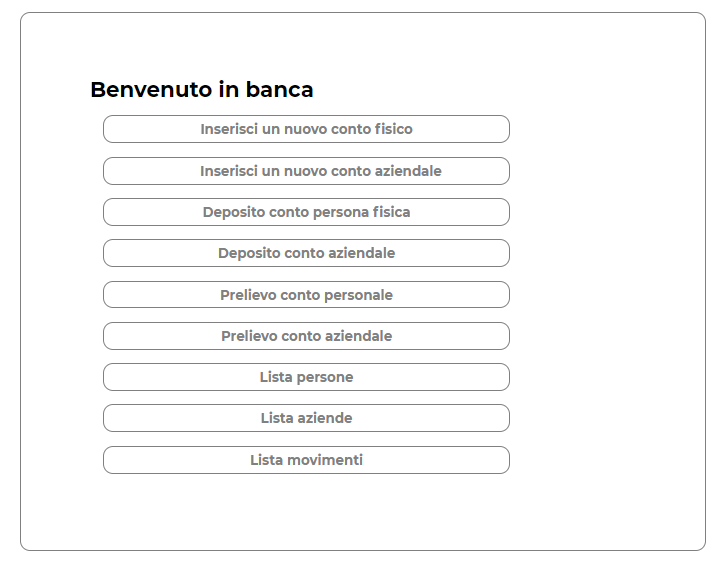 Benvenuto in banca
Inserisci un nuovo conto fisico
Inserisci un nuovo conto aziendale
Deposito conto persona fisica
Deposito conto aziendale
Prelievo conto personale
Prelievo conto aziendale
Lista persone
Lista aziende
Lista movimenti